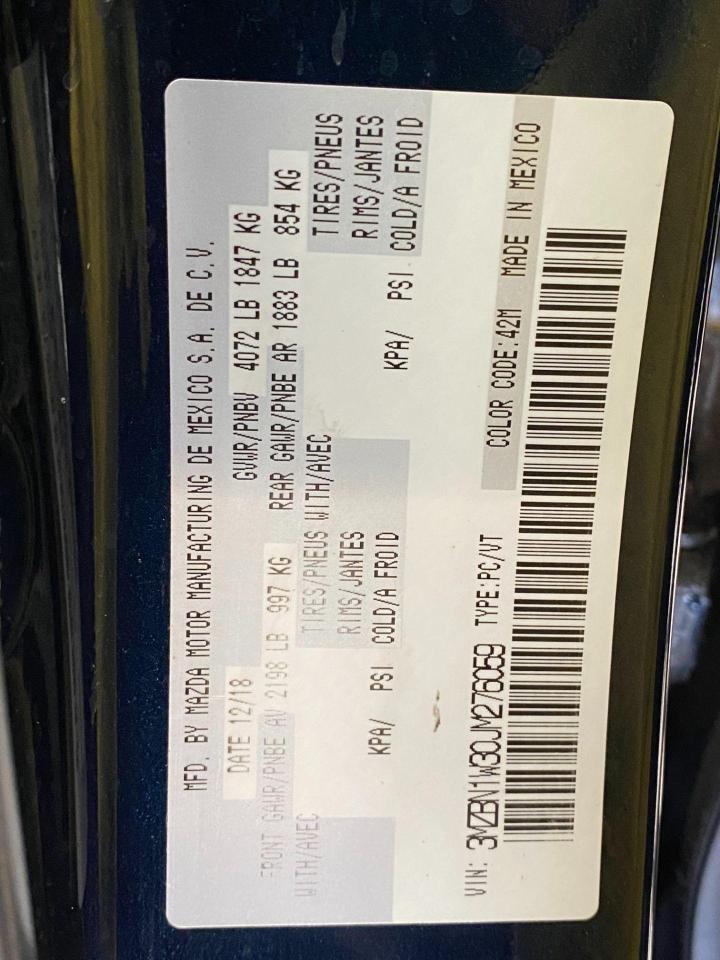 MFD. BY MAZDA MOTOR MANUFACTURING DE MEXICO S.A. DE C.V.
DATE 12/18 GVWR/PNBV 4072 LB 1847 KG
FRONT GAWR/PNBE AV 2198 LB 997 KG REAR GAWR/PNBE AR 1883 LB 854 KG
WITH/AVEC TIRES/PNEUS WITH/AVEC TIRES/PNEUS
RIMS/JANTES RIMS/JANTES
KPA/ PSI COLD/A FROID KPA/ PSI COLD/A FROID
VIN: 3MZBN1W30JM276059 TYPE:PC/VT COLOR CODE:42M MADE IN MEXICO